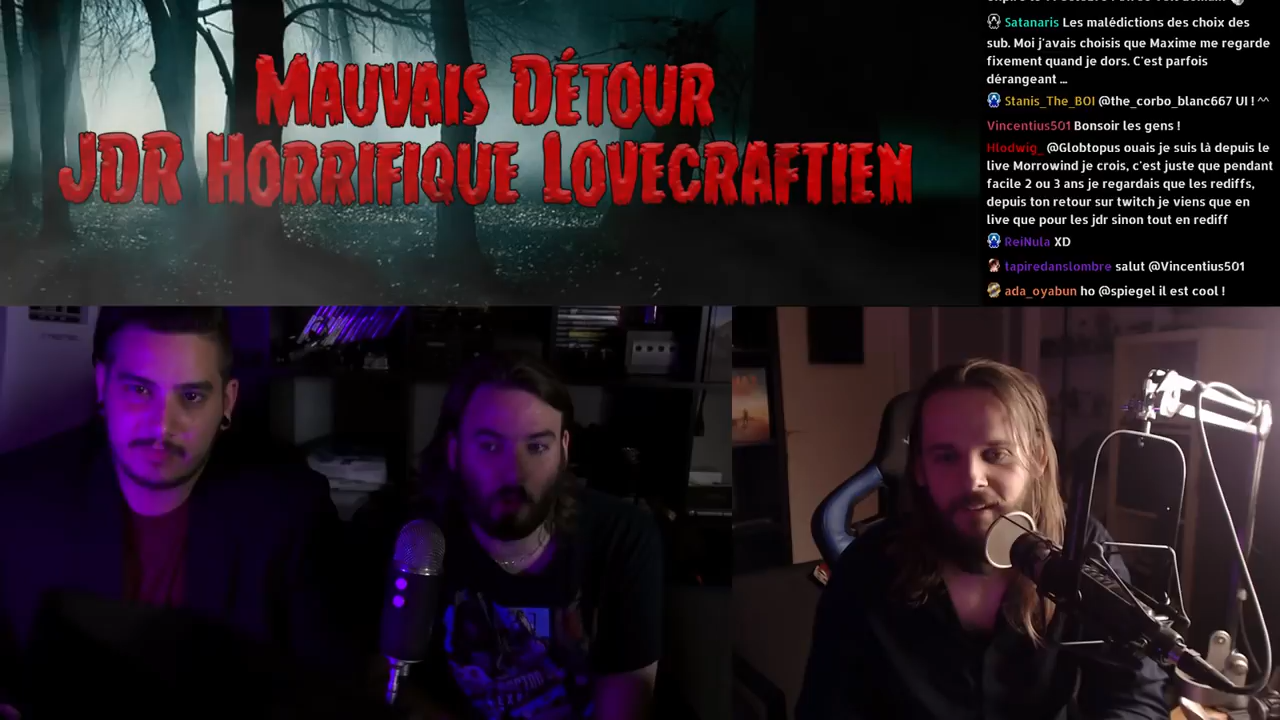 Mauvais Détour
JDR Horrifique Lovecraftien
Satanaris Les malédictions des choix des
sub. Moi j'avais choisis que Maxime me regarde
fixement quand je dors. C'est parfois
dérangeant ...
Stanis_The_BOI @the_corbo_blanc667 UI ! ^^
Vincentius501 Bonsoir les gens !
Hlodwig_ @Globtopus ouais je suis là depuis le
live Morrowind je crois, c'est juste que pendant
facile 2 ou 3 ans je regardais que les rediffs,
depuis ton retour sur twitch je viens que en
live que pour les jdr sinon tout en rediff
ReiNula XD
tapiredanslombre salut @Vincentius501
ada_oyabun ho @spiegel il est cool !